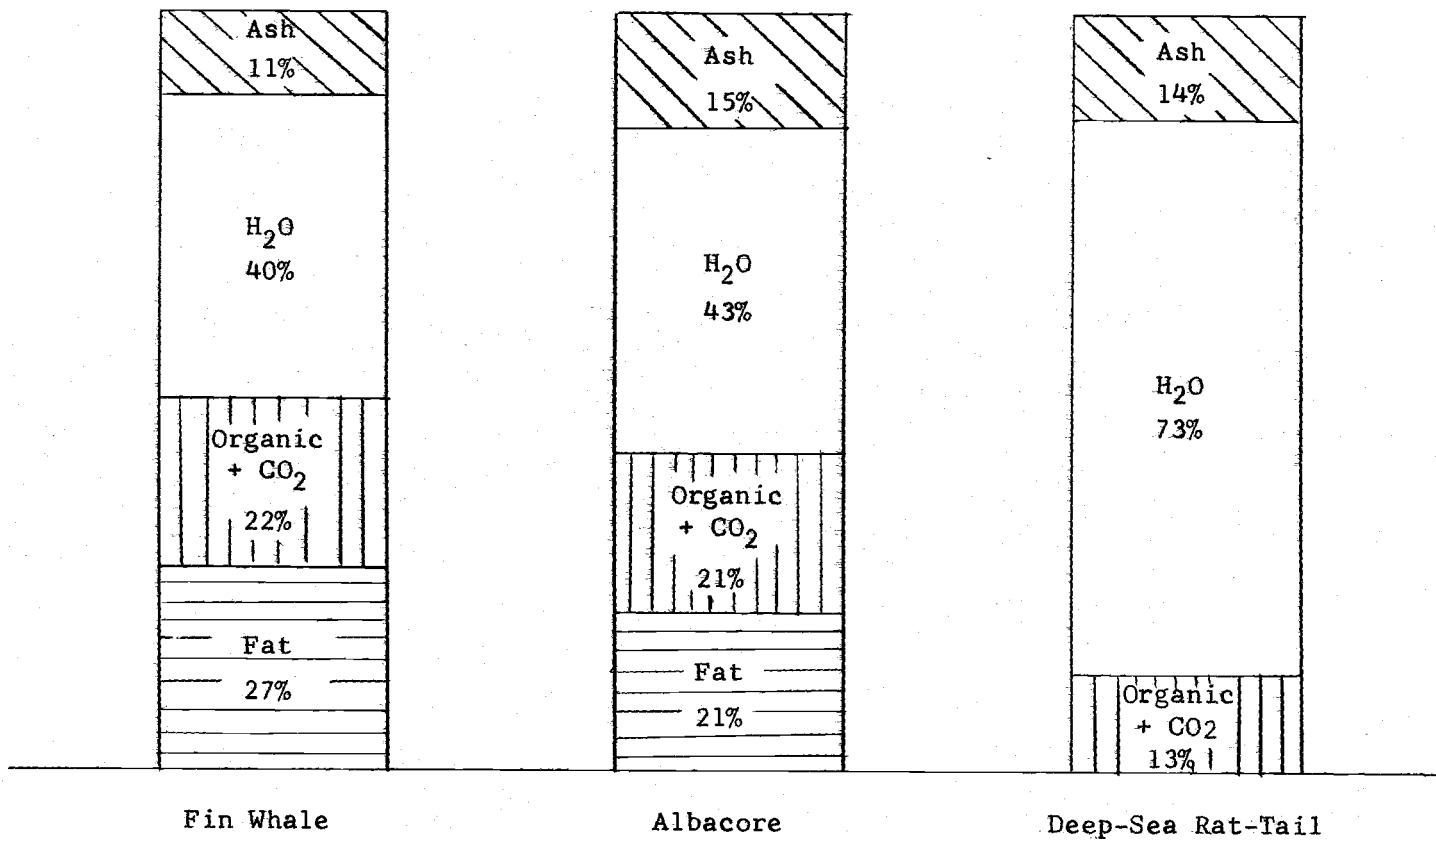 Ash
11%
H2O
40%
Organic
+ CO2
22%
Fat
27%
Fin Whale
Ash
15%
H2O
43%
Organic
+ CO2
21%
Fat
21%
Albacore
Ash
14%
H2O
73%
Organic
+ CO2
13%
Deep-Sea Rat-Tail